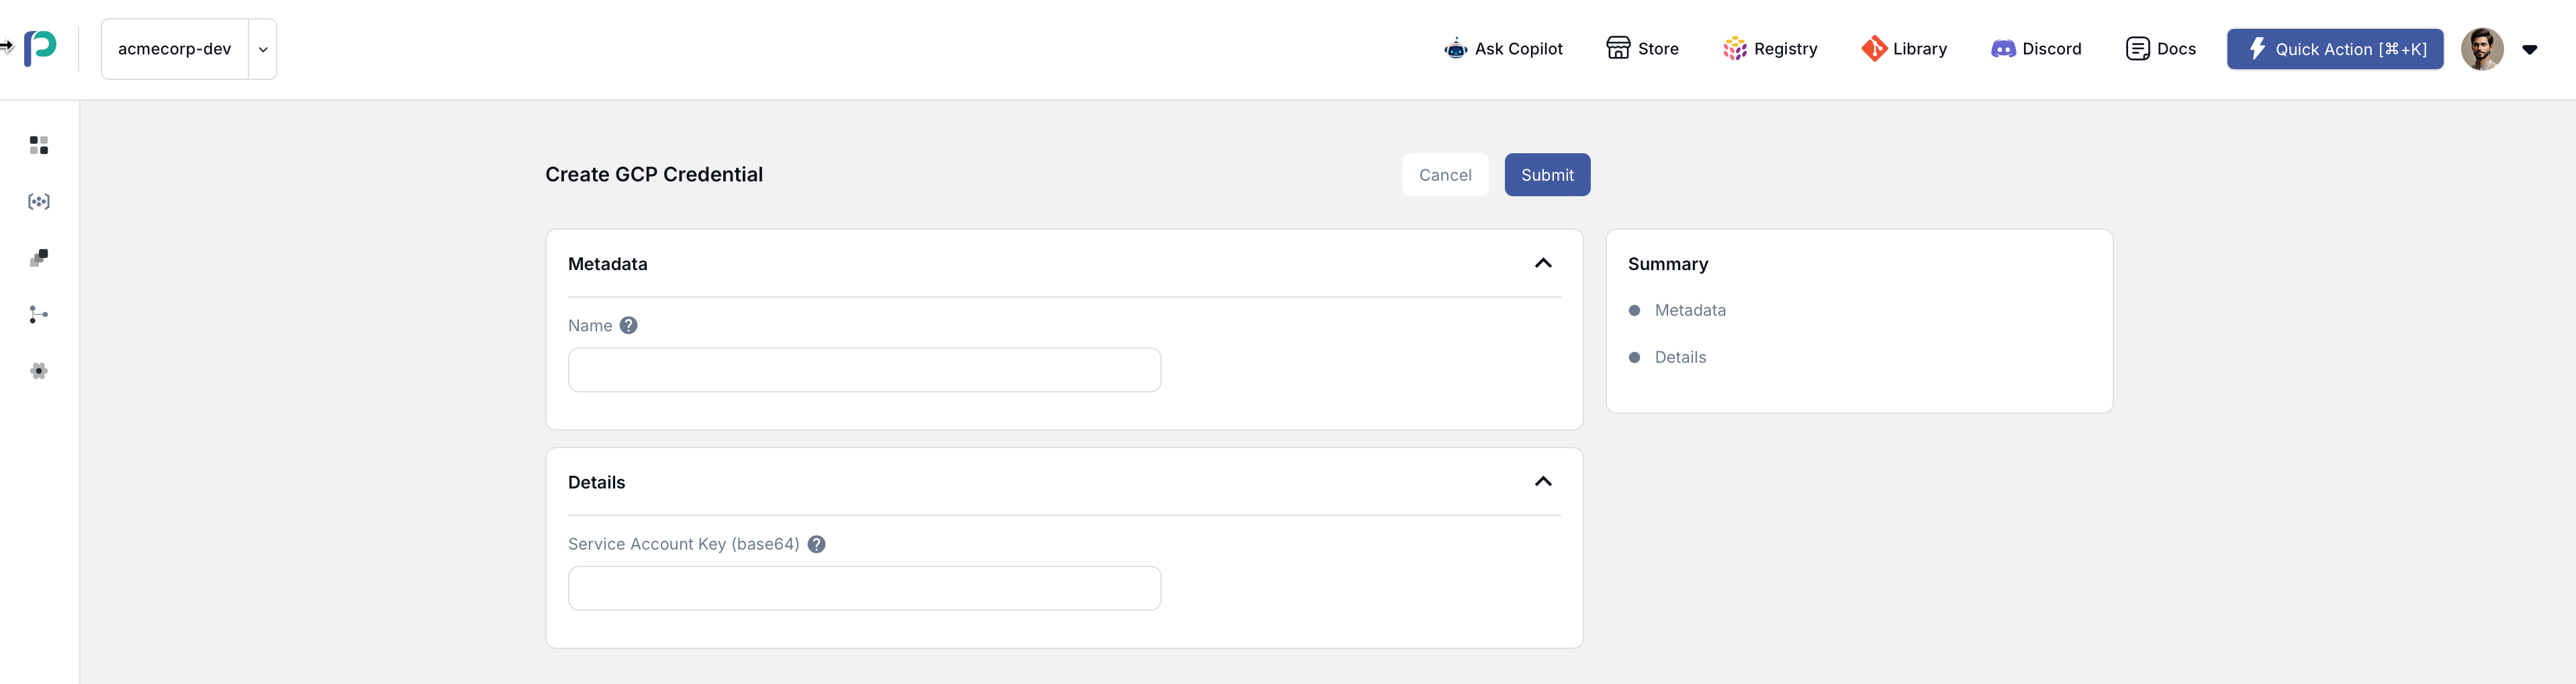 acmecorp-dev
Ask Copilot
Store
Registry
Library
Discord
Docs
Quick Action [⌘+K]
Create GCP Credential
Cancel
Submit
Metadata
Name
Summary
Metadata
Details
Details
Service Account Key (base64)